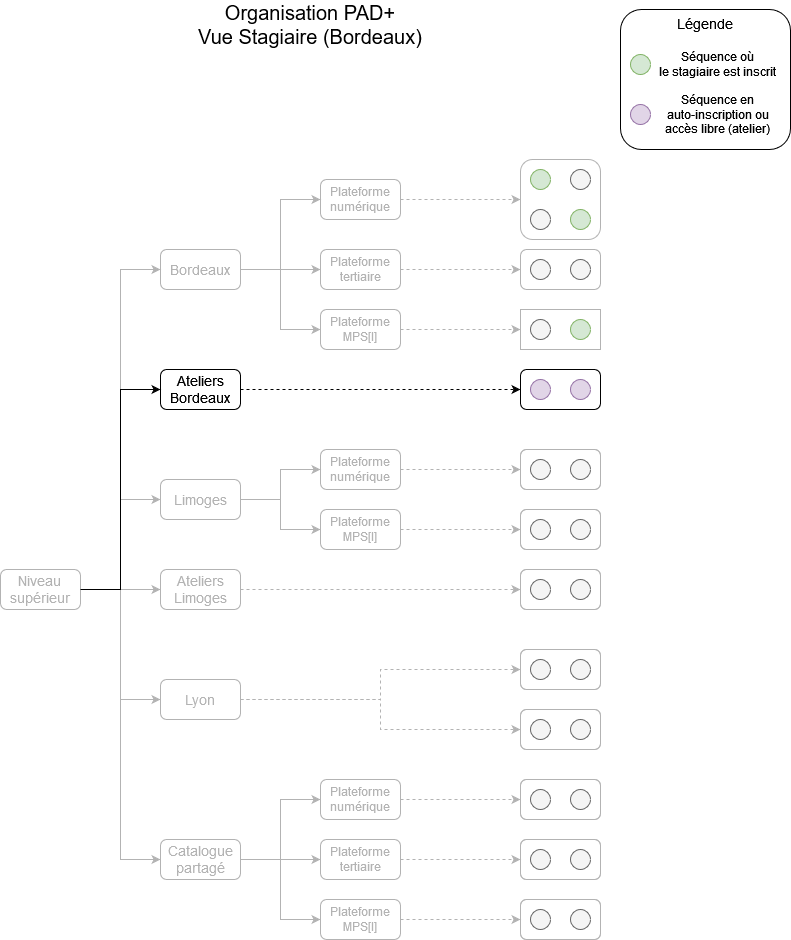 Organisation PAD+
Vue Stagiaire (Bordeaux)
Légende
Séquence où
le stagiaire est inscrit
Séquence en
auto-inscription ou
accès libre (atelier)
Plateforme
numérique
Bordeaux
Plateforme
tertiaire
Plateforme
MPS[I]
Ateliers
Bordeaux
Plateforme
numérique
Limoges
Plateforme
MPS[I]
Niveau
supérieur
Ateliers
Limoges
Lyon
Plateforme
numérique
Catalogue
partagé
Plateforme
tertiaire
Plateforme
MPS[I]